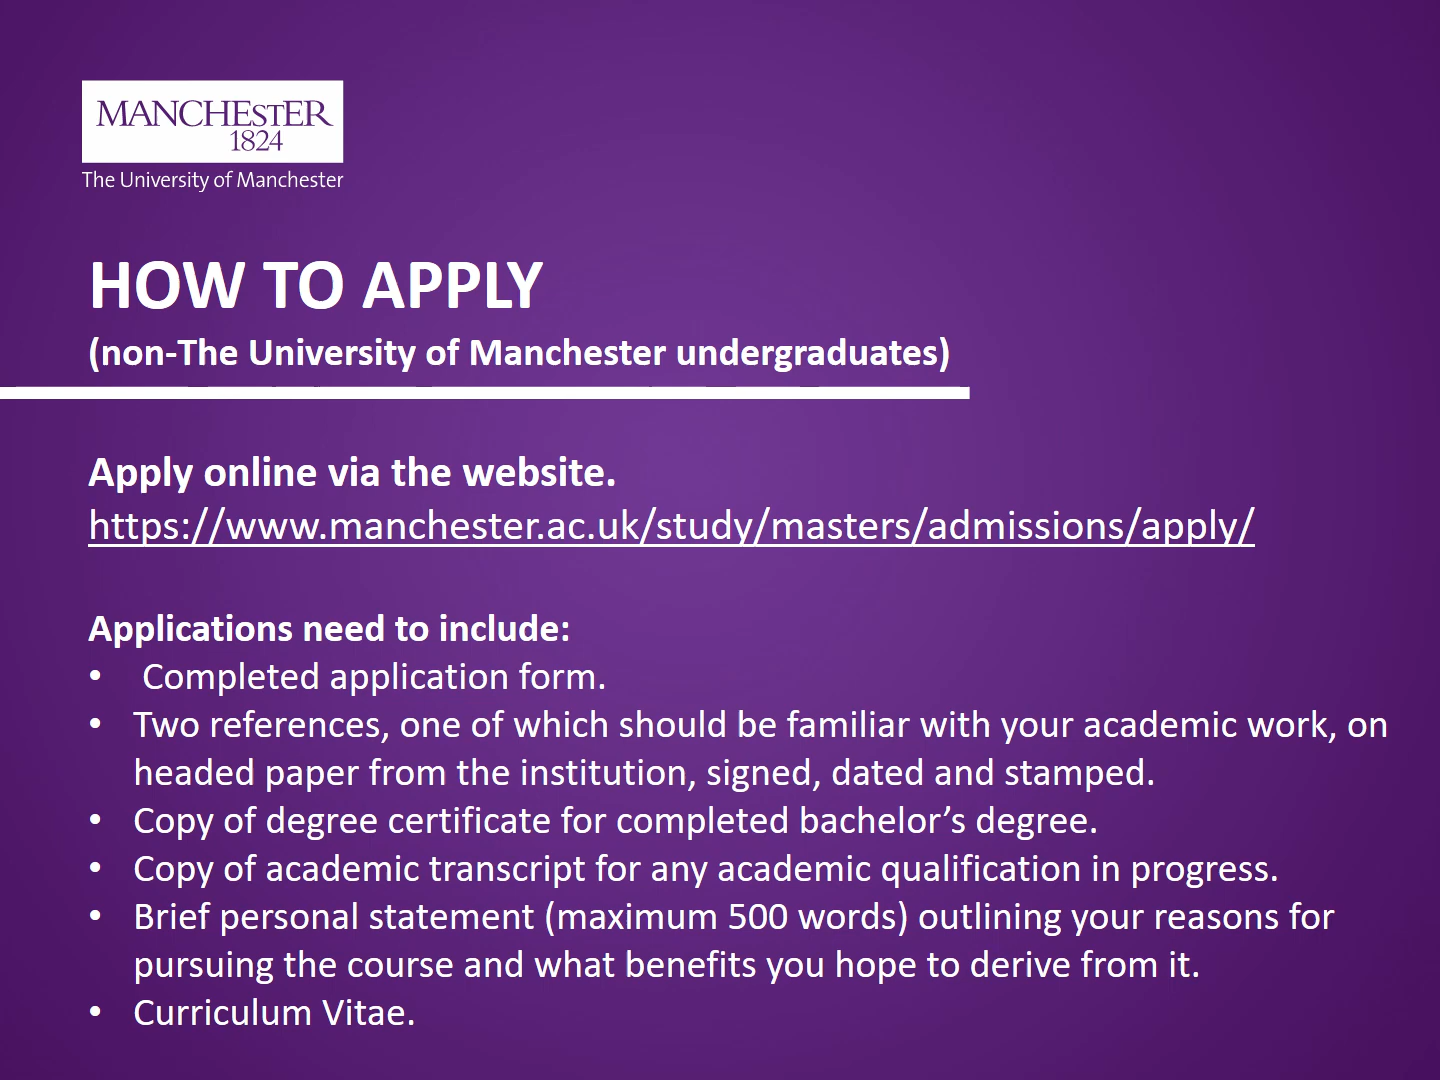 MANCHESTER
1824
The University of Manchester
HOW TO APPLY
(non-The University of Manchester undergraduates)
Apply online via the website.
https://www.manchester.ac.uk/study/masters/admissions/apply/
Applications need to include:
• Completed application form.
• Two references, one of which should be familiar with your academic work, on
headed paper from the institution, signed, dated and stamped.
• Copy of degree certificate for completed bachelor’s degree.
• Copy of academic transcript for any academic qualification in progress.
• Brief personal statement (maximum 500 words) outlining your reasons for
pursuing the course and what benefits you hope to derive from it.
• Curriculum Vitae.